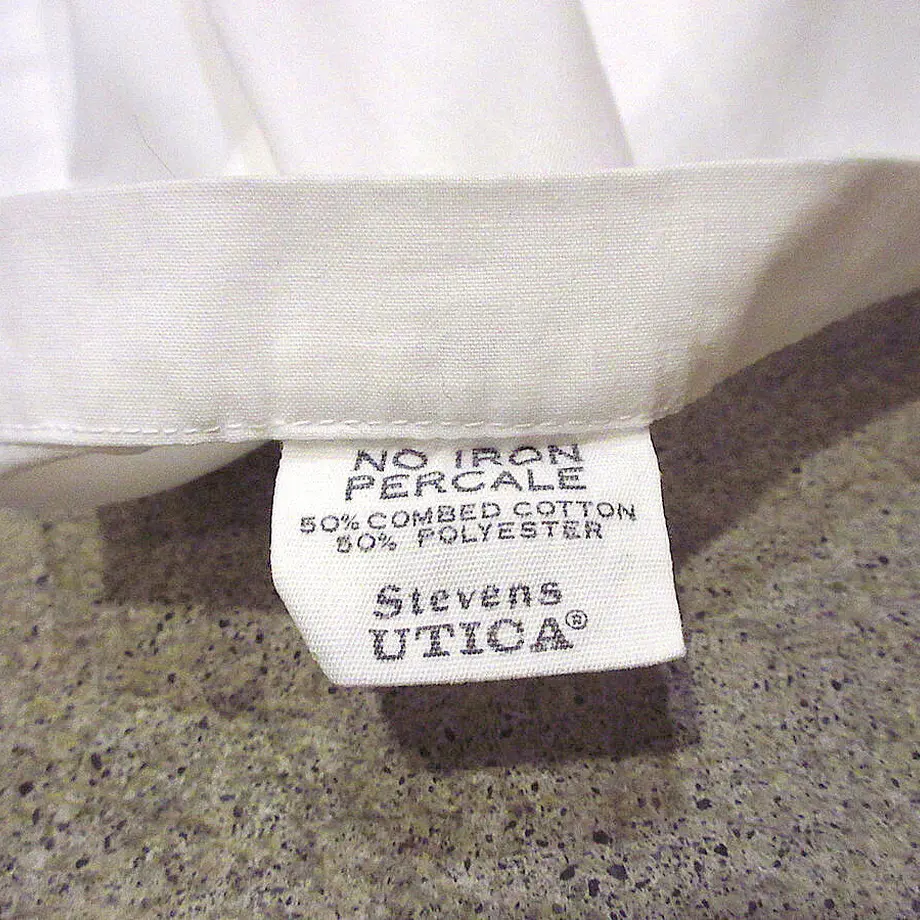 NO IRON
PERCALE
50% COMBED COTTON
50% POLYESTER
Stevens
UTICA®